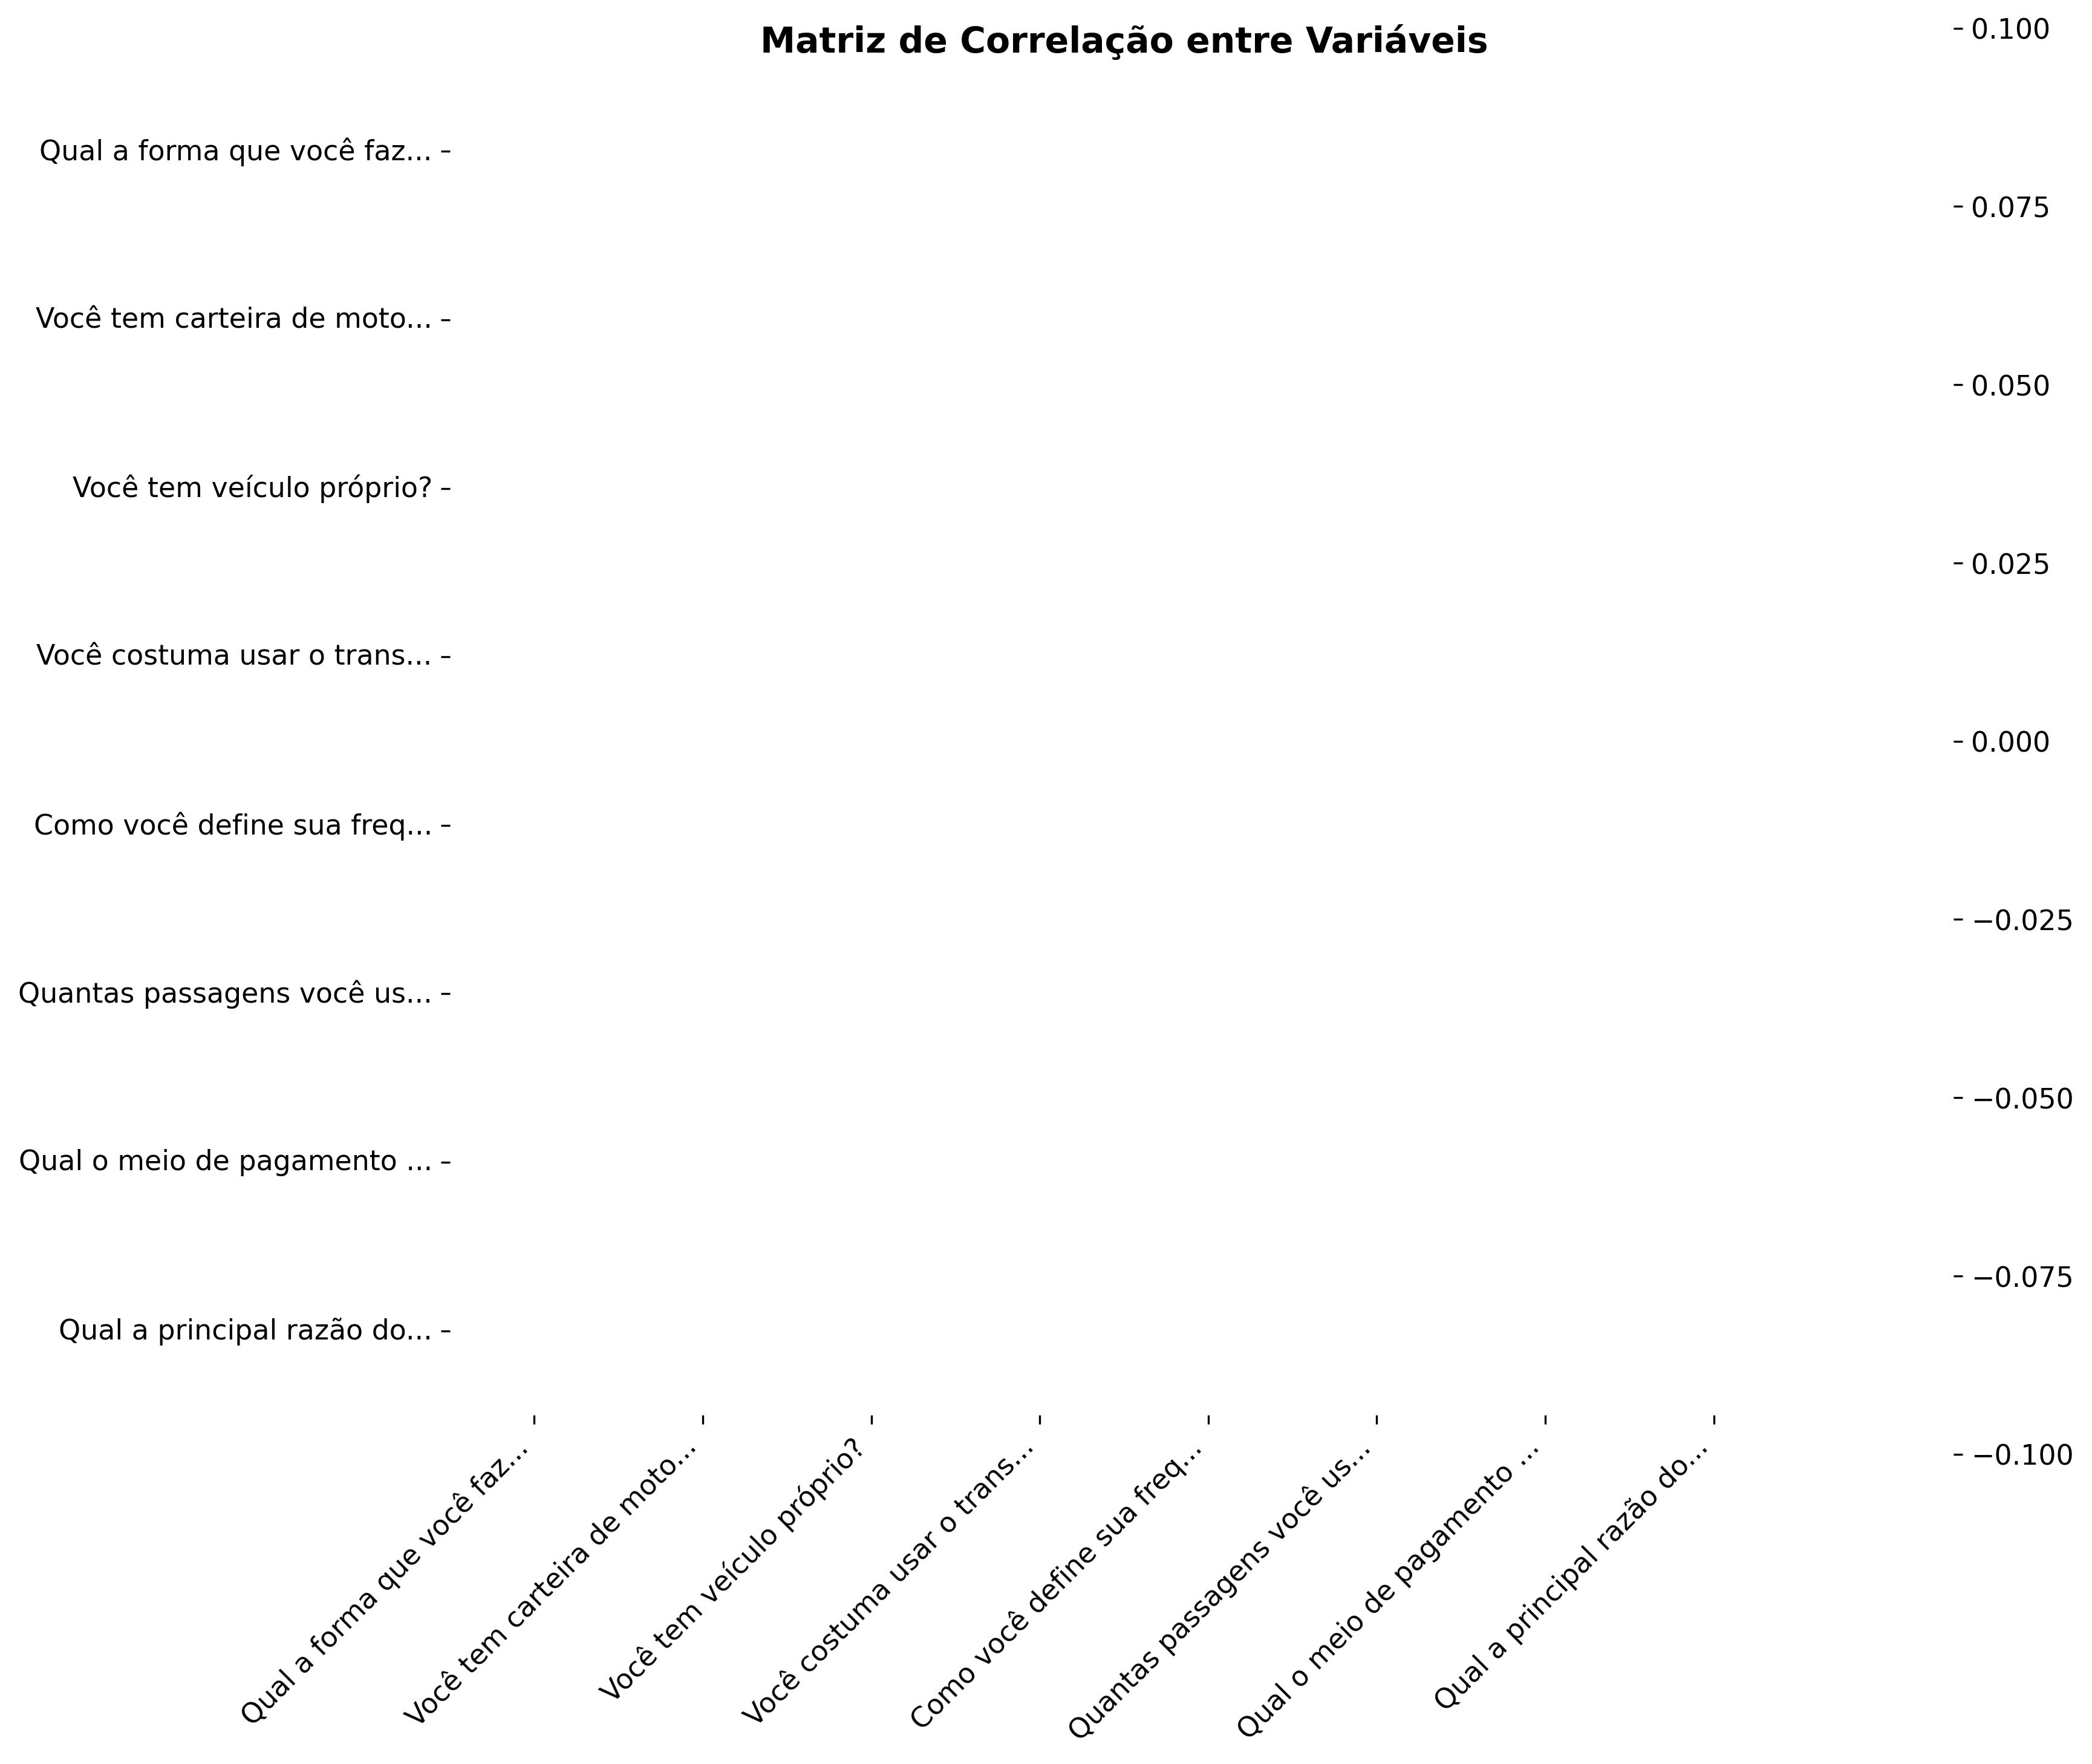 Matriz de Correlação entre Variáveis
Qual a forma que você faz...
Você tem carteira de moto...
Você tem veículo próprio?
Você costuma usar o trans...
Como você define sua freq...
Quantas passagens você us...
Qual o meio de pagamento ...
Qual a principal razão do...
Qual a forma que você faz...
Você tem carteira de moto...
Você tem veículo próprio?
Você costuma usar o trans...
Como você define sua freq...
Quantas passagens você us...
Qual o meio de pagamento ...
Qual a principal razão do...
0.100
0.075
0.050
0.025
0.000
−0.025
−0.050
−0.075
−0.100